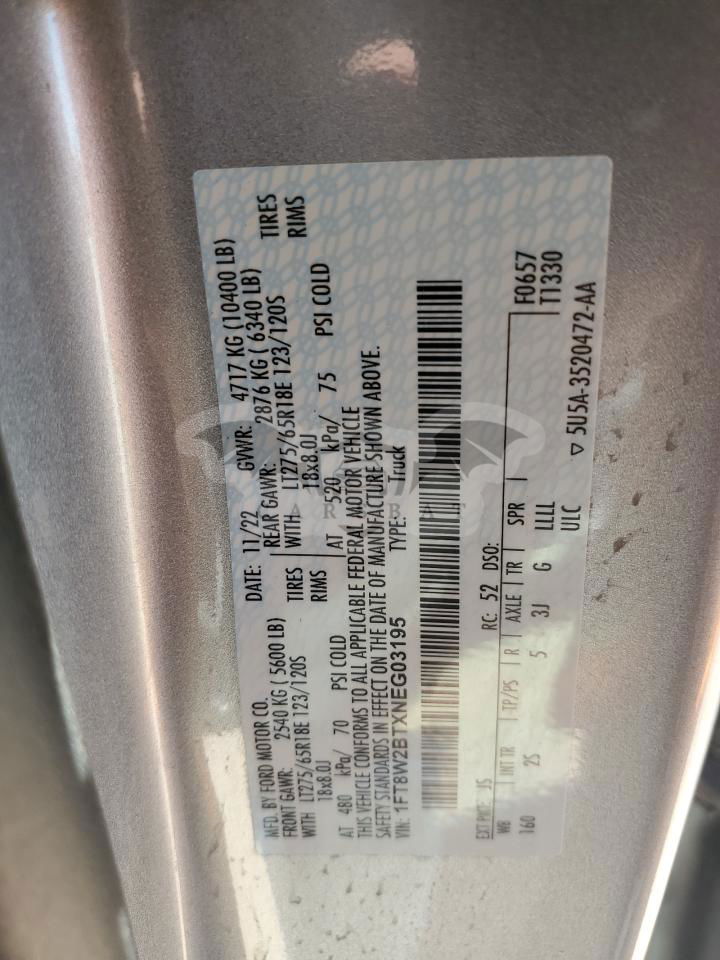 MFD. BY FORD MOTOR CO.
DATE: 11/22 GVWR: 4717 KG (10400 LB)
FRONT GAWR: 2540 KG ( 5600 LB) REAR GAWR: 2876 KG ( 6340 LB)
WITH LT275/65R18E 123/120S TIRES WITH LT275/65R18E 123/120S TIRES
18x8.0J RIMS 18x8.0J RIMS
AT 480 kPa/ 70 PSI COLD AT 520 kPa/ 75 PSI COLD
THIS VEHICLE CONFORMS TO ALL APPLICABLE FEDERAL MOTOR VEHICLE
SAFETY STANDARDS IN EFFECT ON THE DATE OF MANUFACTURE SHOWN ABOVE.
VIN: 1FT8W2BTXNEG03195 TYPE: Truck
EXT PNT: JS RC: 52 DSO: F0657
WB INT TR TP/PS R AXLE TR SPR T1330
160 2S 5 3J G LLLL
ULC
5U5A-3520472-AA